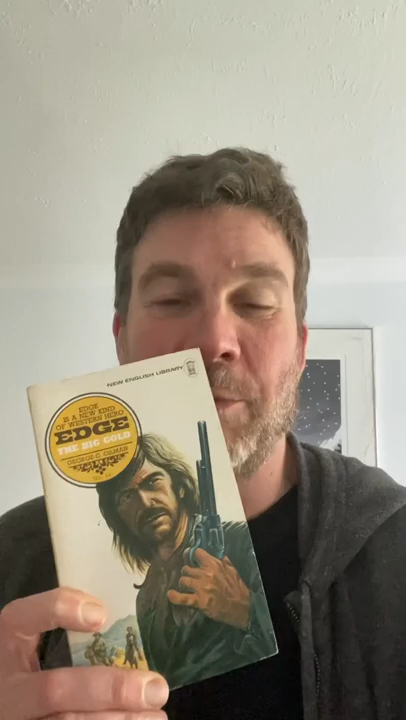 NEW ENGLISH LIBRARY
EDGE
IS A NEW KIND
OF WESTERN HERO
EDGE
THE BIG GOLD
GEORGE G. GILMAN